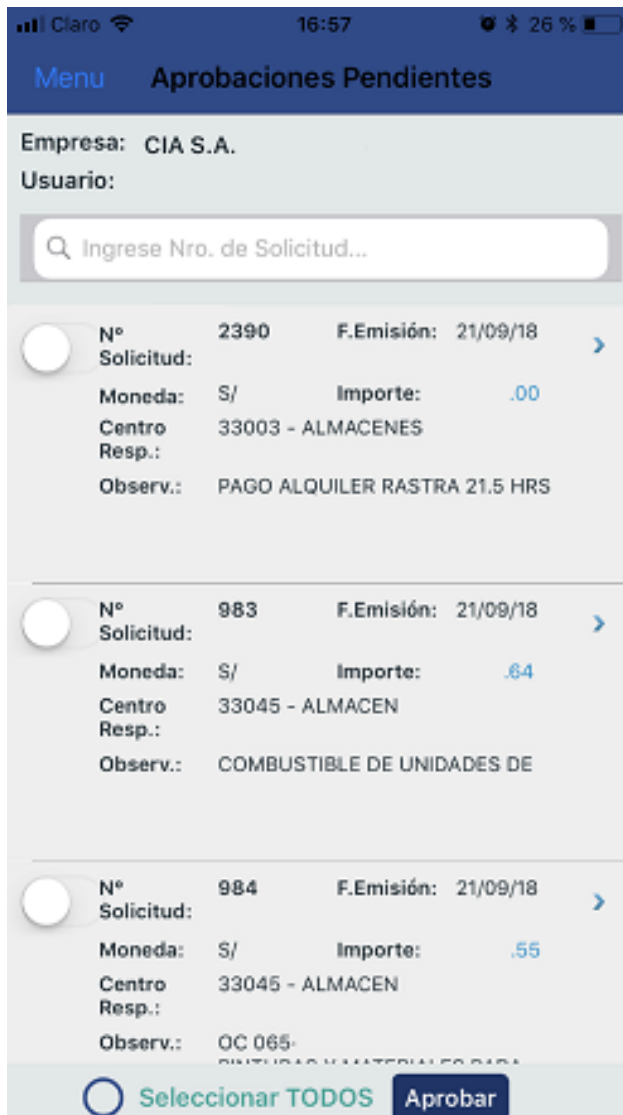 Claro 16:57 26 %
Menu Aprobaciones Pendientes
Empresa: CIA S.A.
Usuario:
Ingrese Nro. de Solicitud...
N° Solicitud: 2390 F.Emisión: 21/09/18
Moneda: S/ Importe: .00
Centro Resp.: 33003 - ALMACENES
Observ.: PAGO ALQUILER RASTRA 21.5 HRS
N° Solicitud: 983 F.Emisión: 21/09/18
Moneda: S/ Importe: .64
Centro Resp.: 33045 - ALMACEN
Observ.: COMBUSTIBLE DE UNIDADES DE
N° Solicitud: 984 F.Emisión: 21/09/18
Moneda: S/ Importe: .55
Centro Resp.: 33045 - ALMACEN
Observ.: OC 065-
PINTURAS Y MATERIALES PARA
Seleccionar TODOS Aprobar